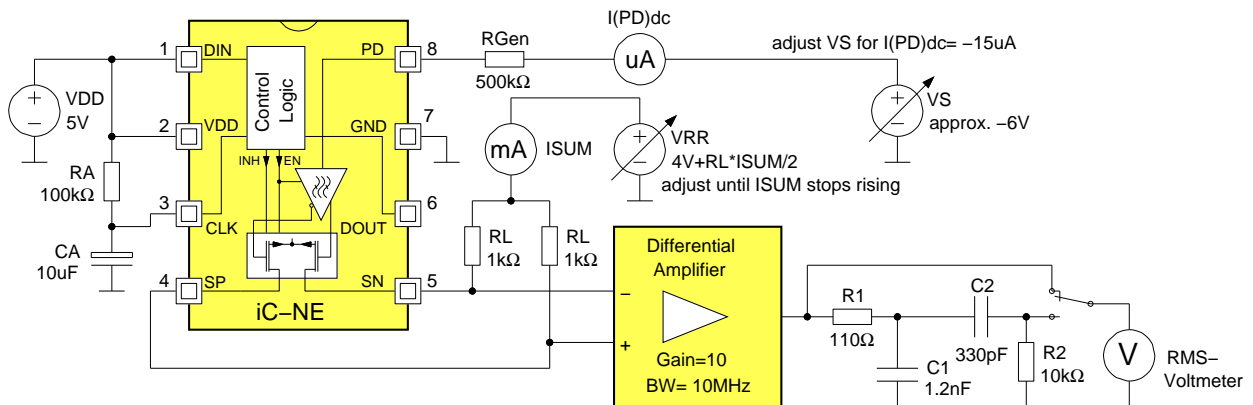 I(PD)dc
adjust VS for I(PD)dc= −15uA
1
DIN
PD
8
RGen
uA
500kΩ
VDD
5V
Control
Logic
VS
approx. −6V
2
VDD
GND
7
mA
ISUM
VRR
4V+RL*ISUM/2
adjust until ISUM stops rising
INH
EN
RA
100kΩ
3
CLK
DOUT
6
CA
10uF
RL
1kΩ
RL
1kΩ
4
SP
SN
5
iC−NE
Differential
Amplifier
−
+
Gain=10
BW= 10MHz
R1
110Ω
C2
330pF
C1
1.2nF
R2
10kΩ
V
RMS−
Voltmeter